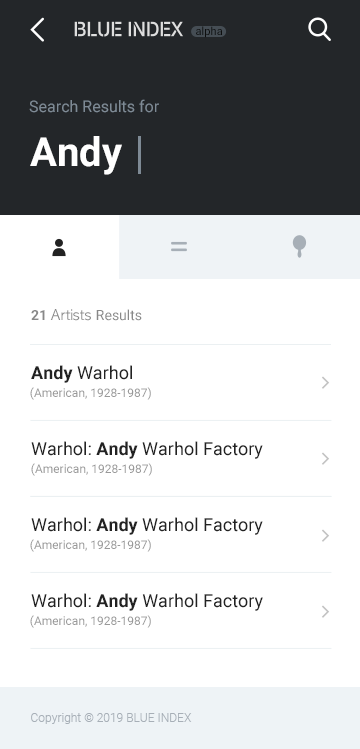 BLUE INDEX alpha
Search Results for
Andy
21 Artists Results
Andy Warhol
(American, 1928-1987)
Warhol: Andy Warhol Factory
(American, 1928-1987)
Warhol: Andy Warhol Factory
(American, 1928-1987)
Warhol: Andy Warhol Factory
(American, 1928-1987)
Copyright © 2019 BLUE INDEX